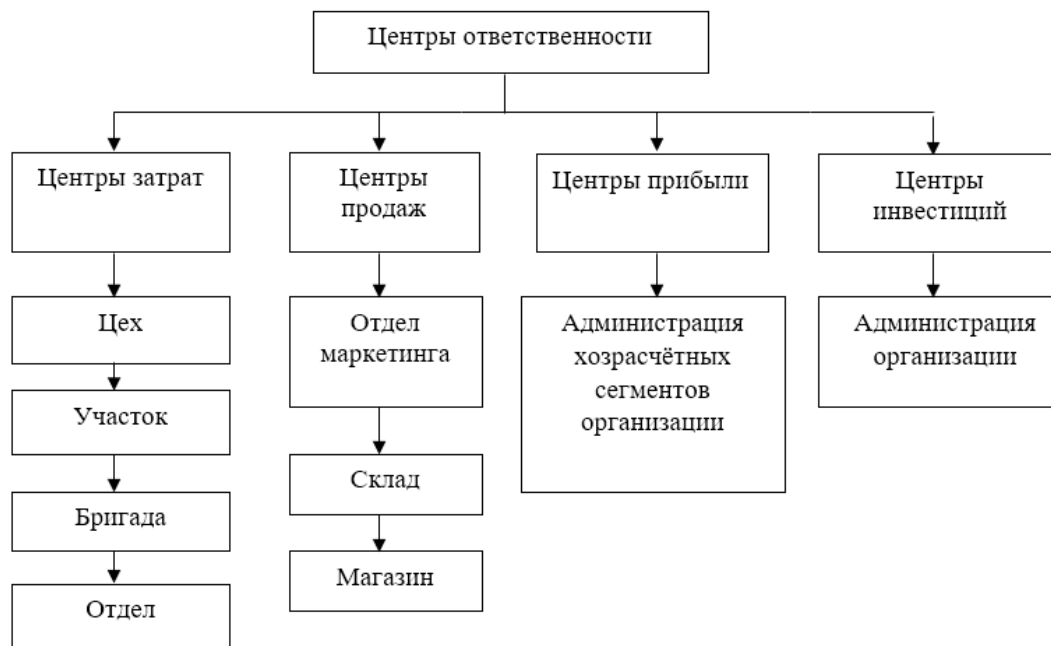 Центры ответственности
Центры затрат
Центры
продаж
Центры прибыли
Центры
инвестиций
Цех
Участок
Бригада
Отдел
Отдел
маркетинга
Склад
Магазин
Администрация
хозрасчётных
сегментов
организации
Администрация
организации